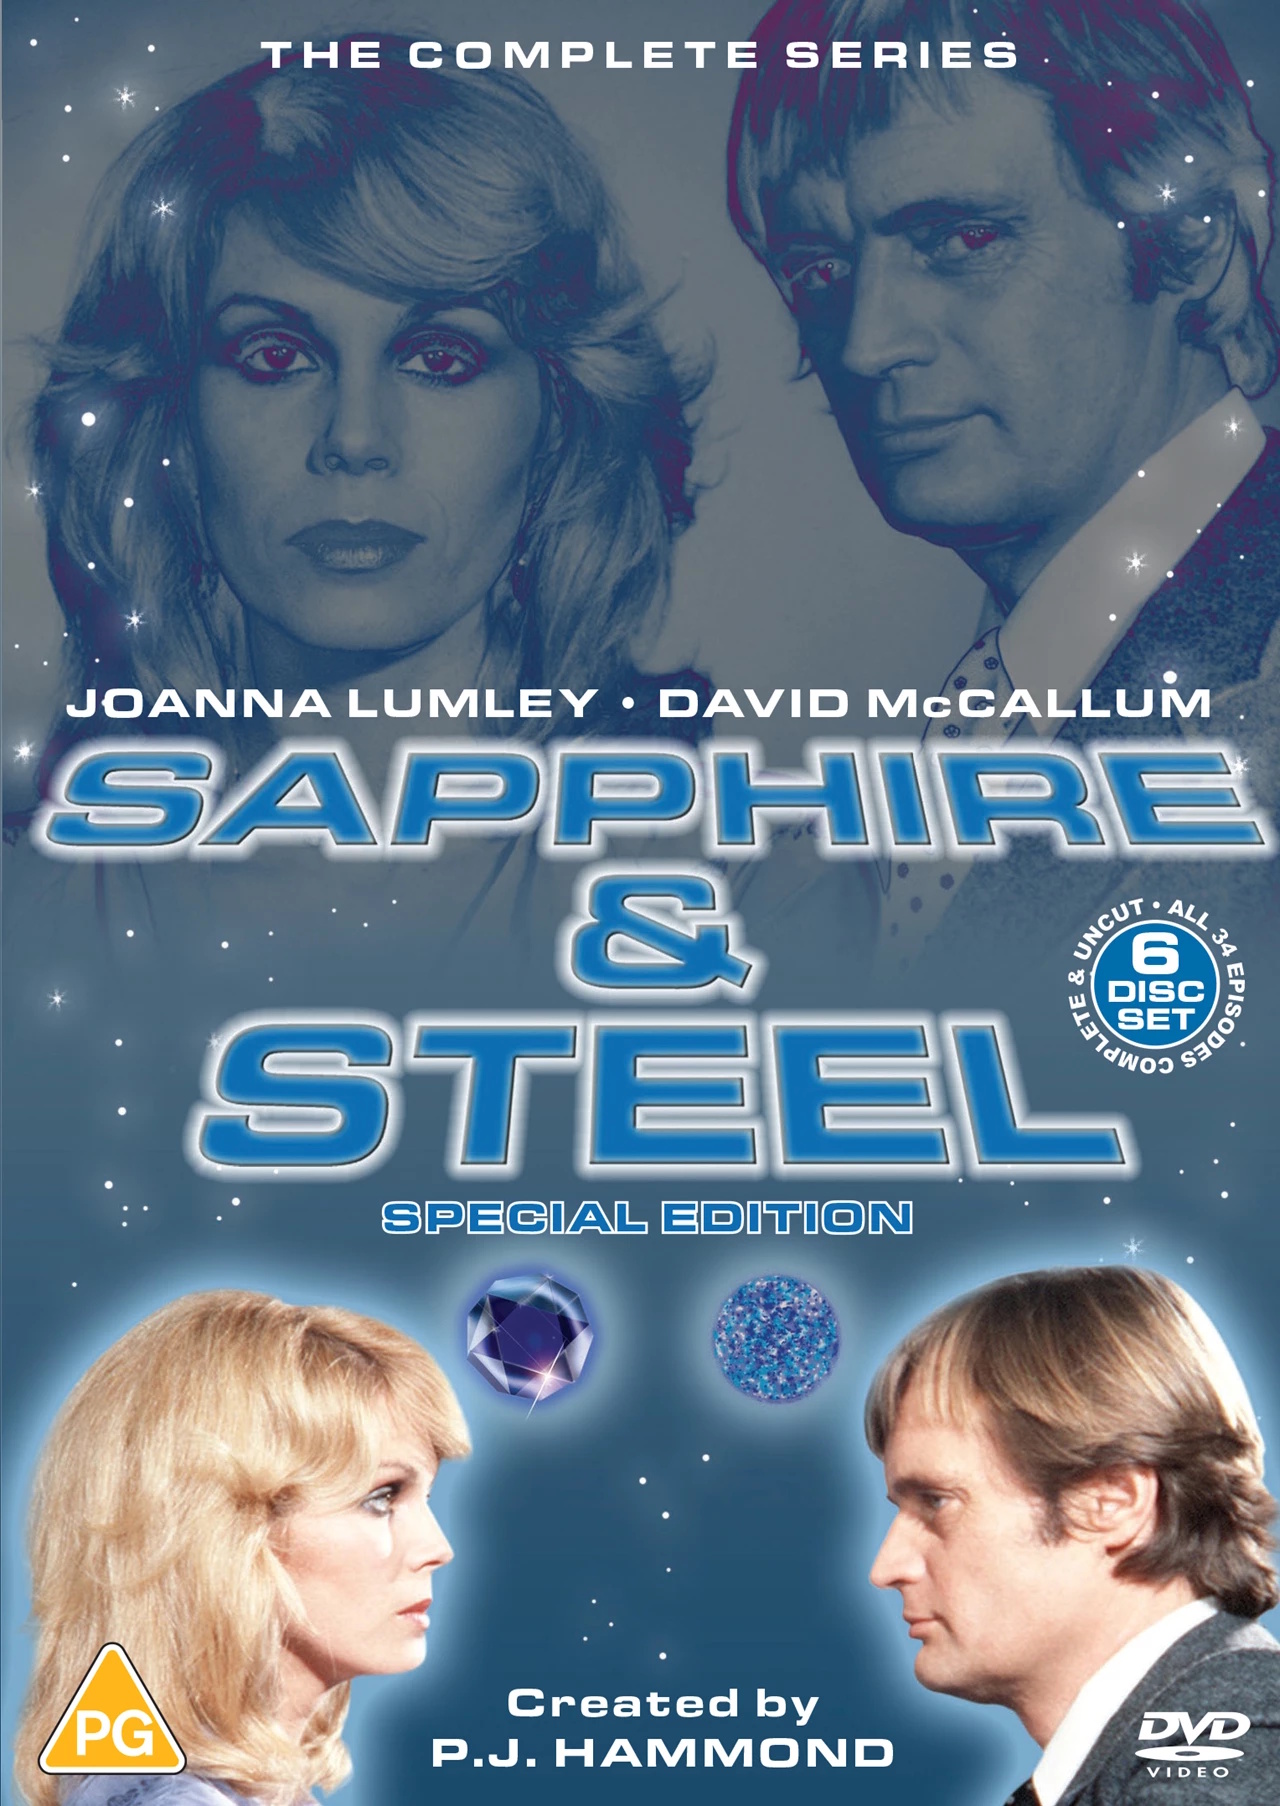 THE COMPLETE SERIES
JOANNA LUMLEY • DAVID McCALLUM
SAPPHIRE
&
STEEL
COMPLETE & UNCUT • ALL 34 EPISODES
6
DISC
SET
SPECIAL EDITION
Created by
P.J. HAMMOND
PG
DVD
VIDEO